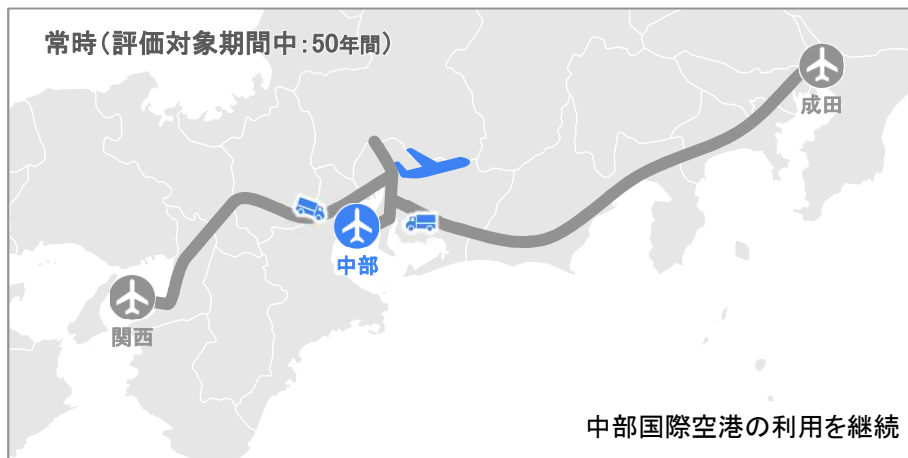 常時（評価対象期間中：50年間）
成田
中部
関西
中部国際空港の利用を継続